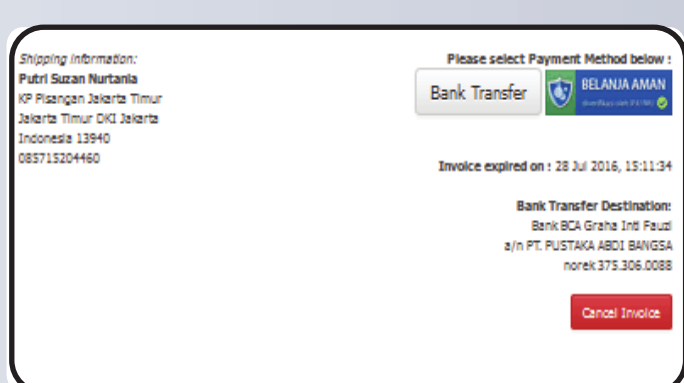 Shipping information:
Putri Suzan Nurtania
KP Pisangan Jakarta Timur
Jakarta Timur DKI Jakarta
Indonesia 13940
085715204460
Please select Payment Method below :
Bank Transfer
BELANJA AMAN
Invoice expired on : 28 Jul 2016, 15:11:34
Bank Transfer Destination:
Bank BCA Graha Inti Fauzi
a/n PT. PUSTAKA ABDI BANGSA
norek 375.306.0088
Cancel Invoice